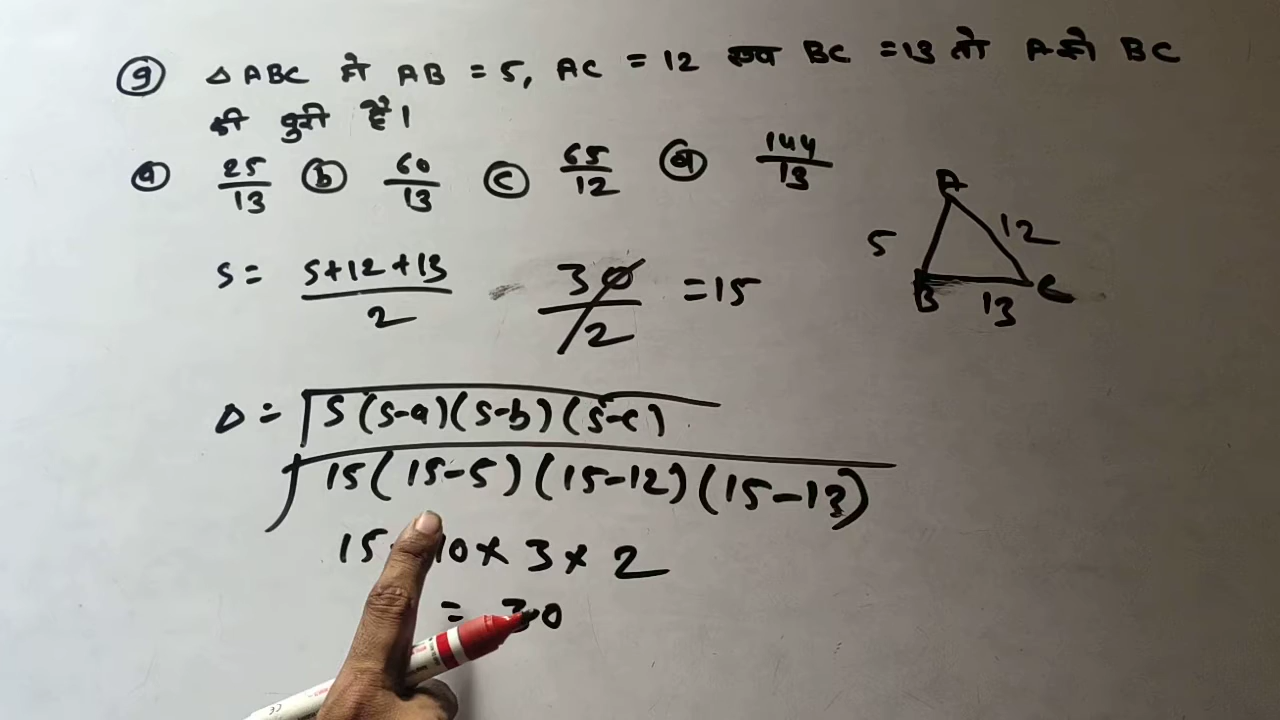 9 △ABC मे AB = 5, AC = 12 एवं BC = 13 तो A से BC
की दुरी है।
a 25/13 b 60/13 c 65/12 d 144/13
A
5 12
B 13 C
S = 5+12+13/2 30/2 = 15
△ = √S(S-a)(S-b)(S-c)
√15(15-5)(15-12)(15-13)
15 10 × 3 × 2
= 30